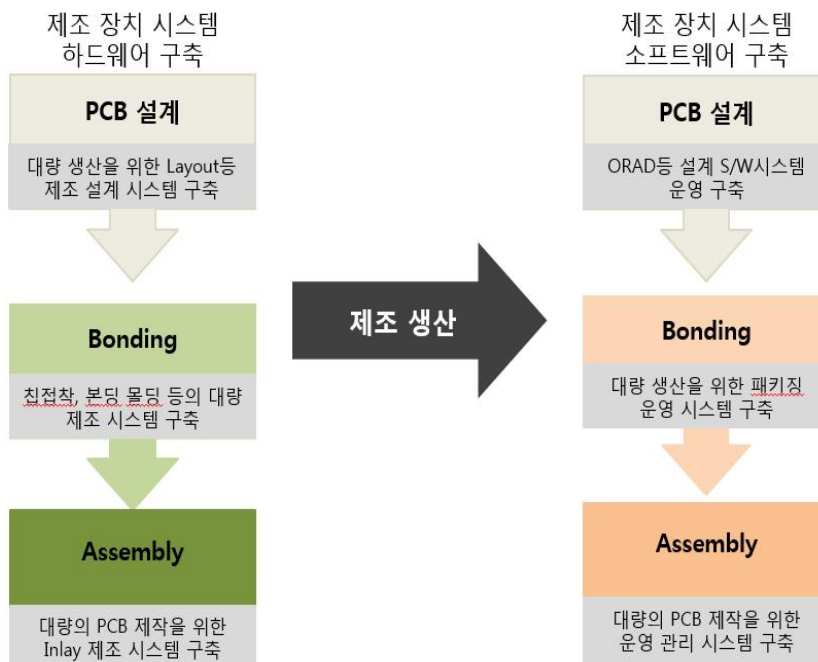 제조 장치 시스템
하드웨어 구축
PCB 설계
대량 생산을 위한 Layout등
제조 설계 시스템 구축
Bonding
칩접착, 본딩 몰딩 등의 대량
제조 시스템 구축
Assembly
대량의 PCB 제작을 위한
Inlay 제조 시스템 구축
제조 생산
제조 장치 시스템
소프트웨어 구축
PCB 설계
ORAD등 설계 S/W시스템
운영 구축
Bonding
대량 생산을 위한 패키징
운영 시스템 구축
Assembly
대량의 PCB 제작을 위한
운영 관리 시스템 구축